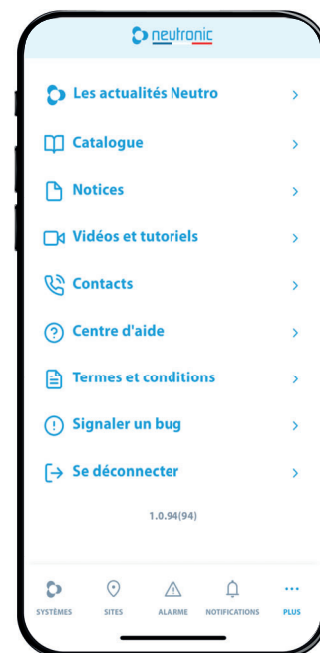 neutronic
Les actualités Neutro
Catalogue
Notices
Vidéos et tutoriels
Contacts
Centre d'aide
Termes et conditions
Signaler un bug
Se déconnecter
1.0.94(94)
SYSTÈMES SITES ALARME NOTIFICATIONS PLUS